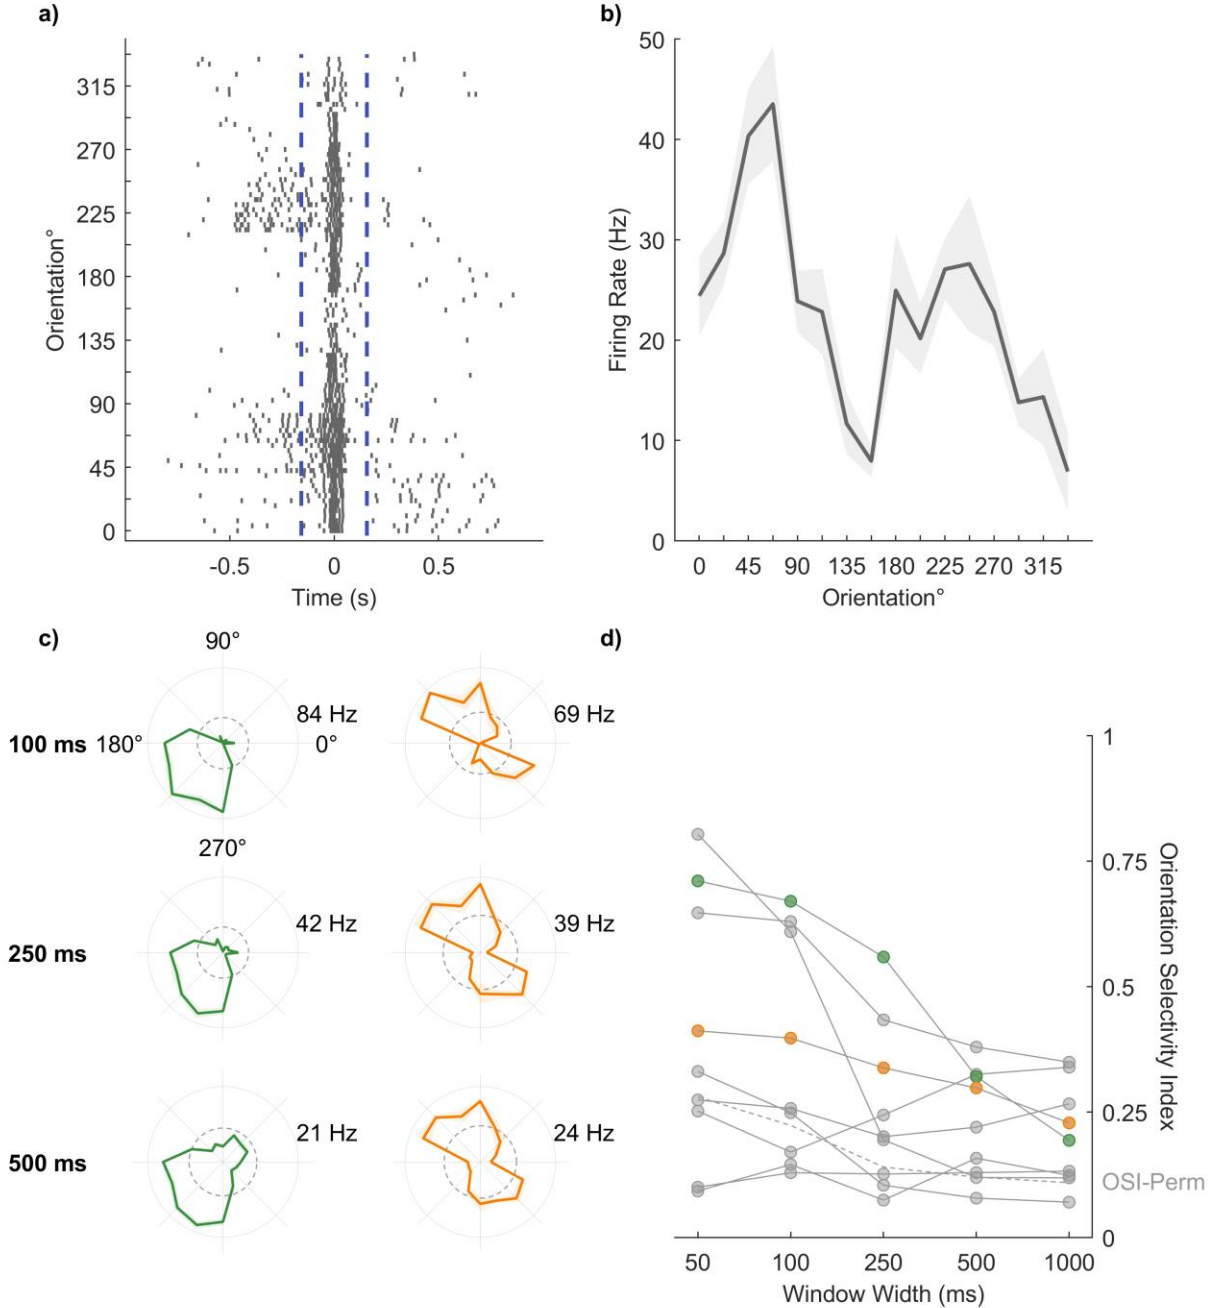 a)
315
270
225
180
135
90
45
0
Orientation°
-0.5 0 0.5
Time (s)
b)
50
40
30
20
10
0
Firing Rate (Hz)
0 45 90 135 180 225 270 315
Orientation°
c)
90°
84 Hz
69 Hz
100 ms 180° 0°
270°
42 Hz
39 Hz
250 ms
21 Hz
24 Hz
500 ms
d)
1
0.75
0.5
0.25
0
Orientation Selectivity Index
OSI-Perm
50 100 250 500 1000
Window Width (ms)